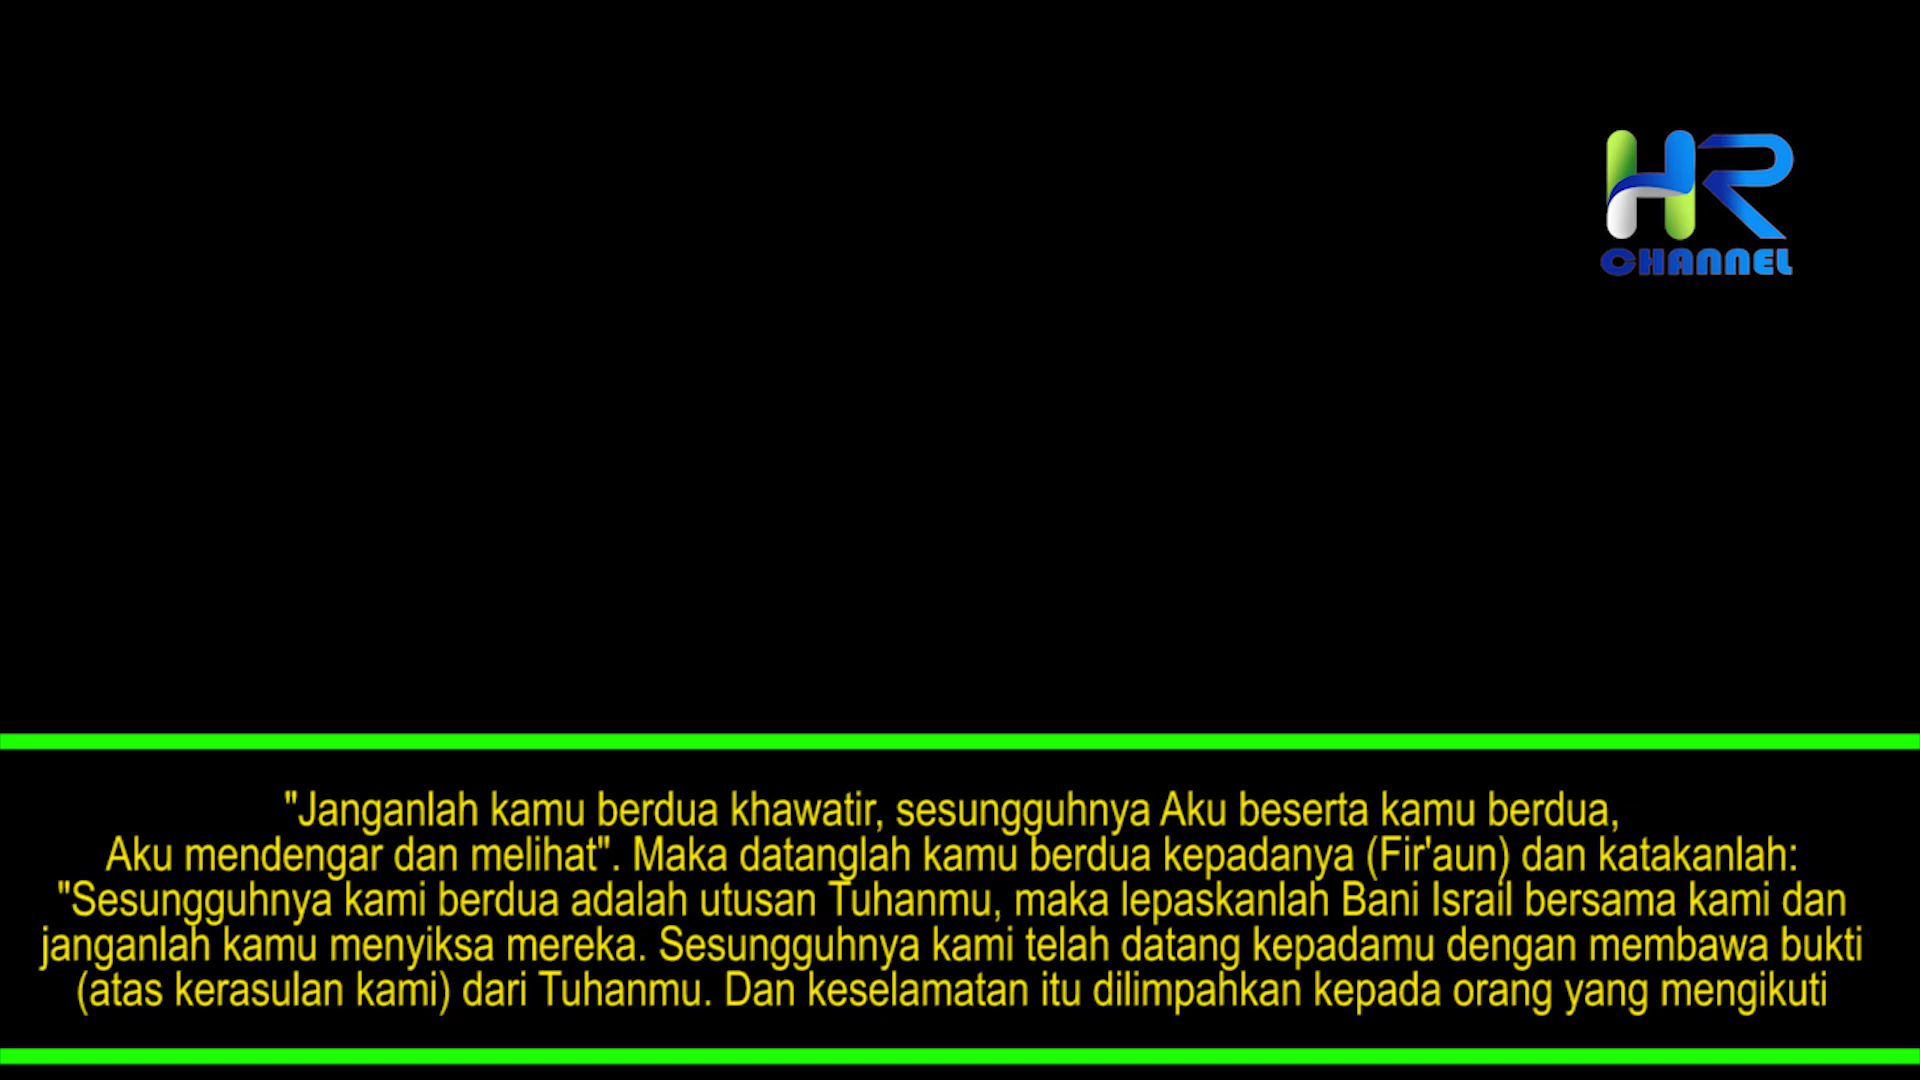 HR
CHANNEL
"Janganlah kamu berdua khawatir, sesungguhnya Aku beserta kamu berdua,
Aku mendengar dan melihat". Maka datanglah kamu berdua kepadanya (Fir'aun) dan katakanlah:
"Sesungguhnya kami berdua adalah utusan Tuhanmu, maka lepaskanlah Bani Israil bersama kami dan
janganlah kamu menyiksa mereka. Sesungguhnya kami telah datang kepadamu dengan membawa bukti
(atas kerasulan kami) dari Tuhanmu. Dan keselamatan itu dilimpahkan kepada orang yang mengikuti